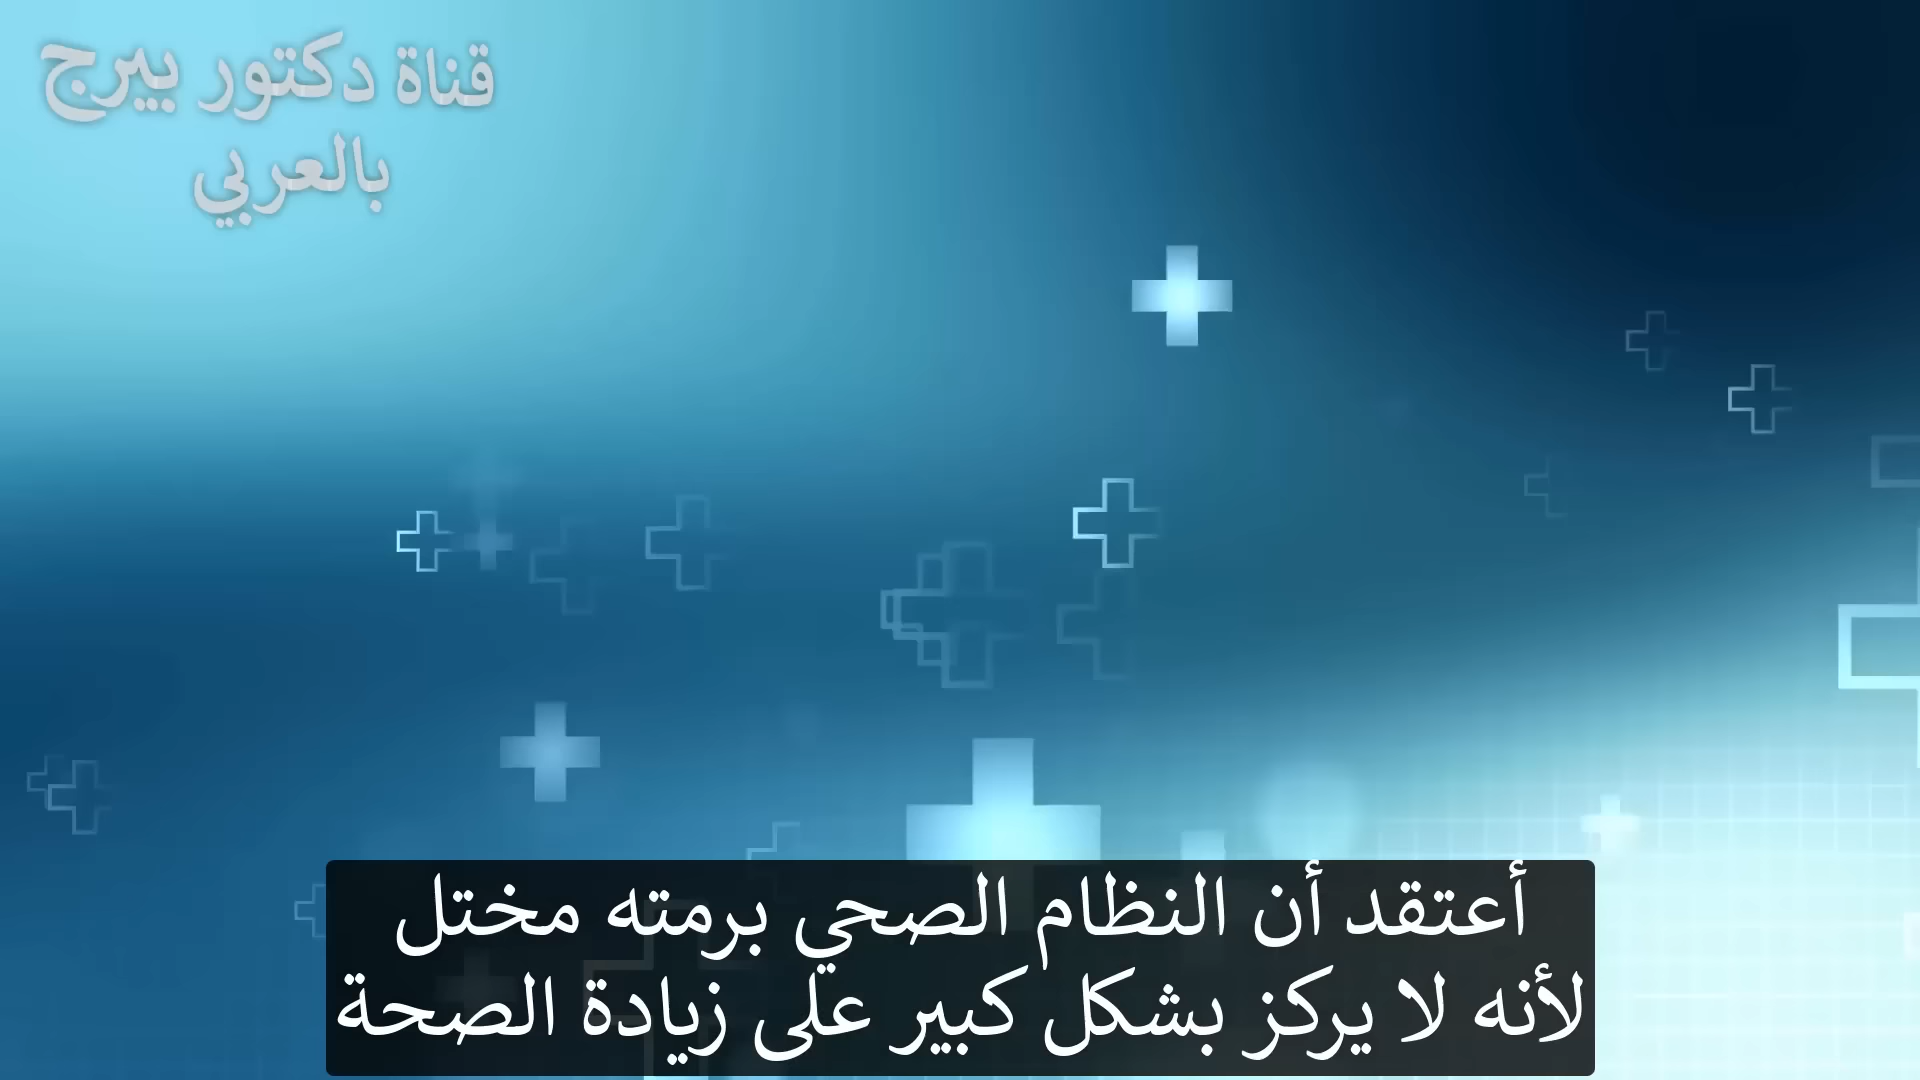 قناة دكتور بيرج
بالعربي
أعتقد أن النظام الصحي برمته مختل
لأنه لا يركز بشكل كبير على زيادة الصحة